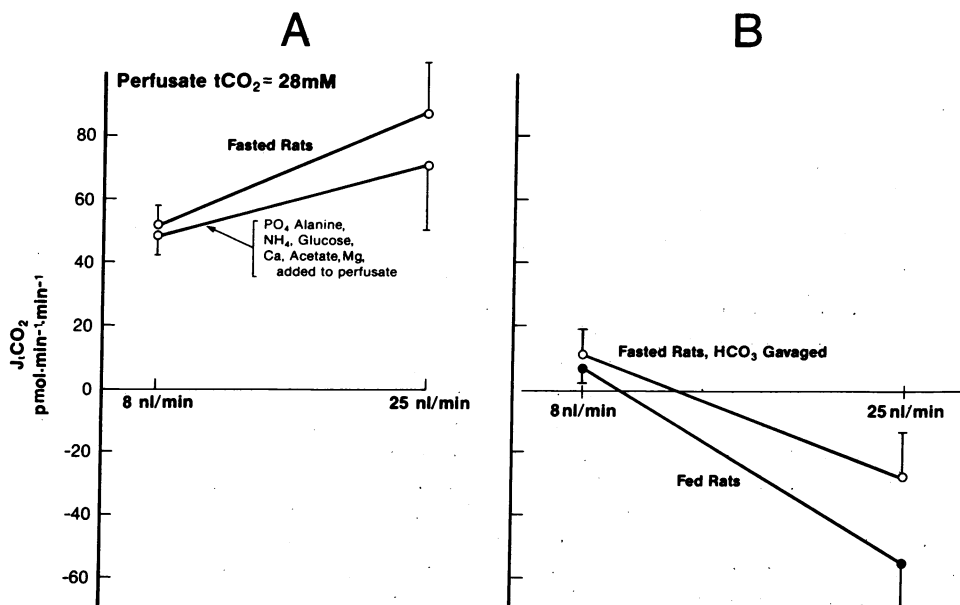 A
B
Perfusate tCO₂ = 28mM
Fasted Rats
PO₄ Alanine,
NH₄, Glucose,
Ca, Acetate, Mg,
added to perfusate
80
60
40
20
0
-20
-40
-60
JₜCO₂
pmol·min⁻¹·min⁻¹
8 nl/min
25 nl/min
Fasted Rats, HCO₃ Gavaged
8 nl/min
25 nl/min
Fed Rats